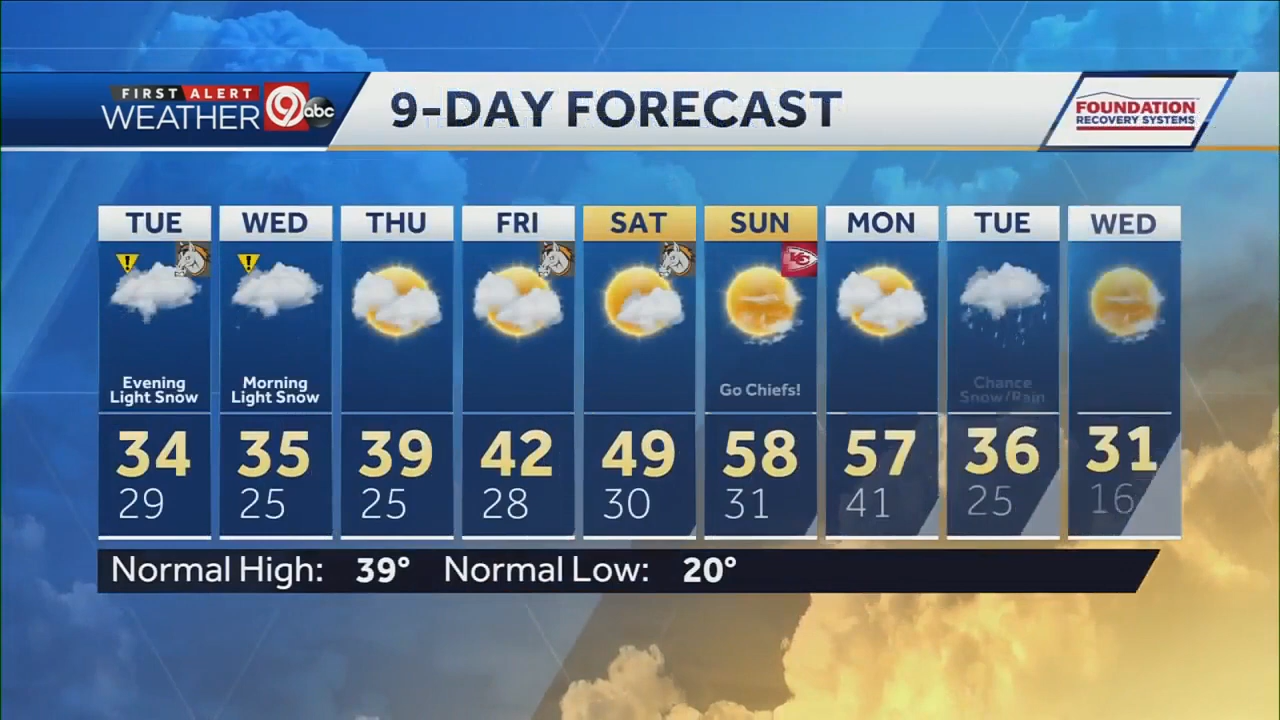 FIRST ALERT
WEATHER 9 abc
9-DAY FORECAST
FOUNDATION
RECOVERY SYSTEMS
TUE WED THU FRI SAT SUN MON TUE WED
! !
KC
Evening
Light Snow
Morning
Light Snow
Go Chiefs!
Chance
Snow/Rain
34 35 39 42 49 58 57 36 31
29 25 25 28 30 31 41 25 16
Normal High: 39° Normal Low: 20°